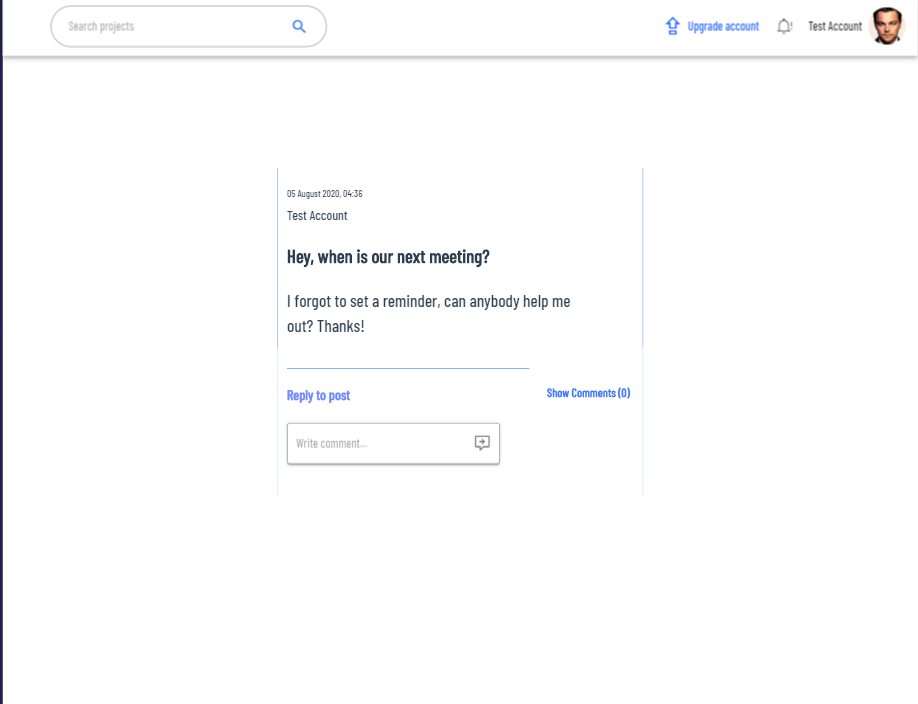 Search projects
Upgrade account
Test Account
05 August 2020, 04:36
Test Account
Hey, when is our next meeting?
I forgot to set a reminder, can anybody help me
out? Thanks!
Reply to post
Show Comments (0)
Write comment...